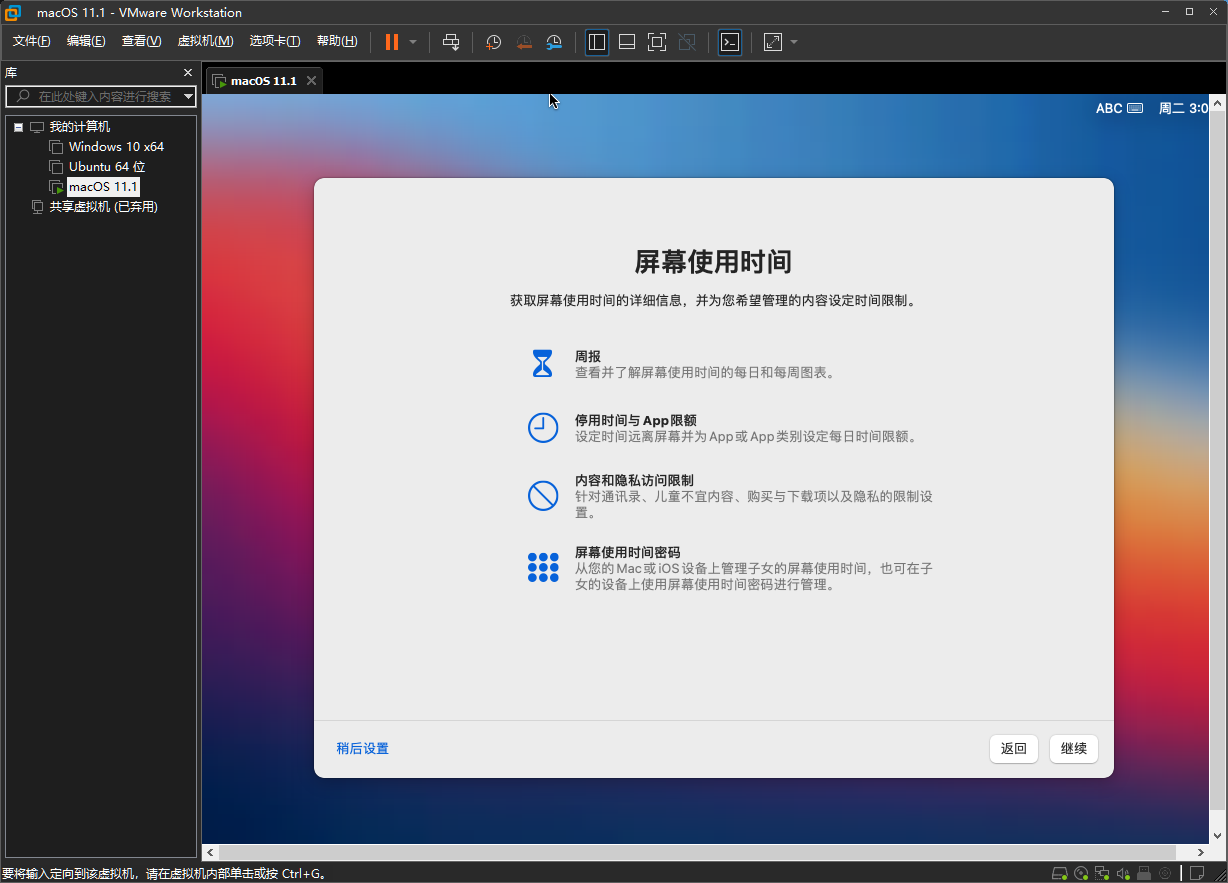 macOS 11.1 - VMware Workstation
文件(F) 编辑(E) 查看(V) 虚拟机(M) 选项卡(T) 帮助(H)
库
在此处键入内容进行搜索
我的计算机
Windows 10 x64
Ubuntu 64 位
macOS 11.1
共享虚拟机 (已弃用)
macOS 11.1
ABC 周二 3:0
屏幕使用时间
获取屏幕使用时间的详细信息，并为您希望管理的内容设定时间限制。
周报
查看并了解屏幕使用时间的每日和每周图表。
停用时间与 App 限额
设定时间远离屏幕并为 App 或 App 类别设定每日时间限额。
内容和隐私访问限制
针对通讯录、儿童不宜内容、购买与下载项以及隐私的限制设
置。
屏幕使用时间密码
从您的 Mac 或 iOS 设备上管理子女的屏幕使用时间，也可在子
女的设备上使用屏幕使用时间密码进行管理。
稍后设置
返回
继续
要将输入定向到该虚拟机，请在虚拟机内部单击或按 Ctrl+G。